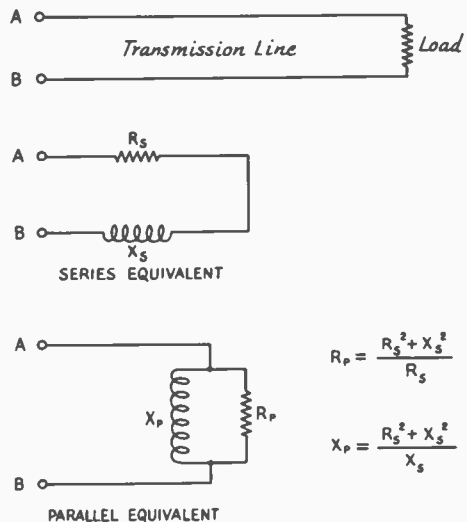 A
Transmission Line
Load
B
R_S
A
B
X_S
SERIES EQUIVALENT
A
X_P
R_P
B
PARALLEL EQUIVALENT
R_P = (R_S² + X_S²) / R_S
X_P = (R_S² + X_S²) / X_S